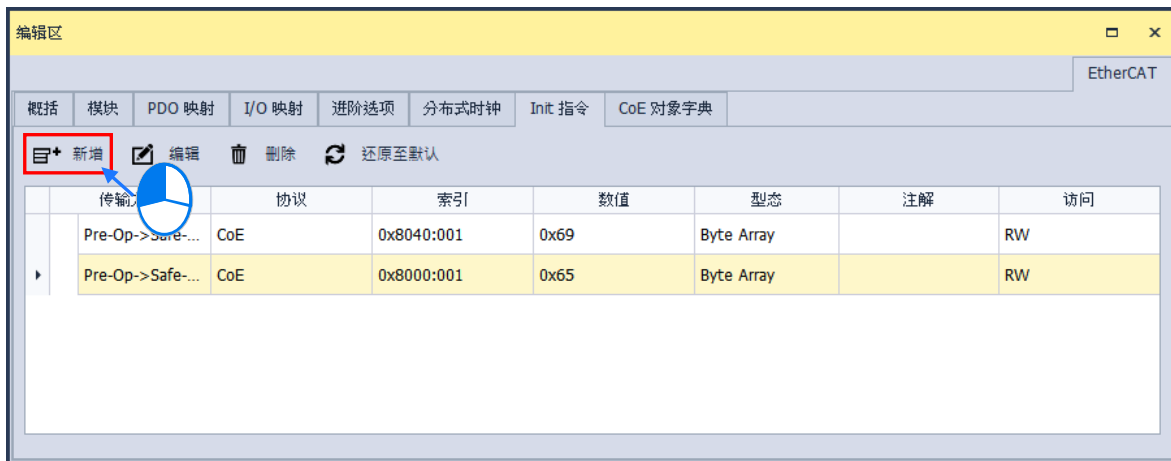 编辑区
EtherCAT
概括 模块 PDO 映射 I/O 映射 进阶选项 分布式时钟 Init 指令 CoE 对象字典
新增 编辑 删除 还原至默认
传输 协议 索引 数值 型态 注解 访问
Pre-Op->Safe-... CoE 0x8040:001 0x69 Byte Array RW
Pre-Op->Safe-... CoE 0x8000:001 0x65 Byte Array RW